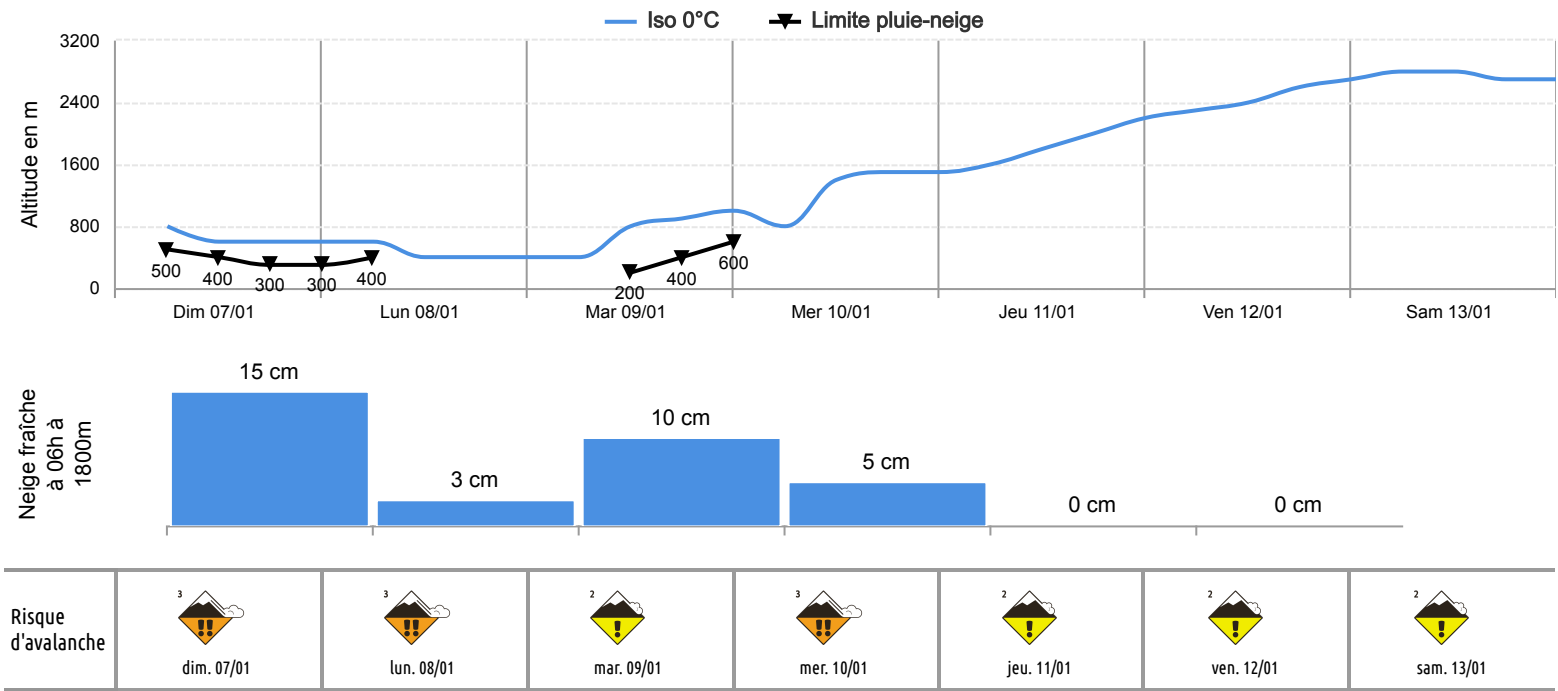 Iso 0°C Limite pluie-neige
Altitude en m
3200
2400
1600
800
0
500 400 300 300 400 200 400 600
Dim 07/01 Lun 08/01 Mar 09/01 Mer 10/01 Jeu 11/01 Ven 12/01 Sam 13/01
Neige fraîche
à 06h à
1800m
15 cm 3 cm 10 cm 5 cm 0 cm 0 cm
Risque
d'avalanche
3 3 2 3 2 2 2
!! !! ! !! ! ! !
dim. 07/01 lun. 08/01 mar. 09/01 mer. 10/01 jeu. 11/01 ven. 12/01 sam. 13/01